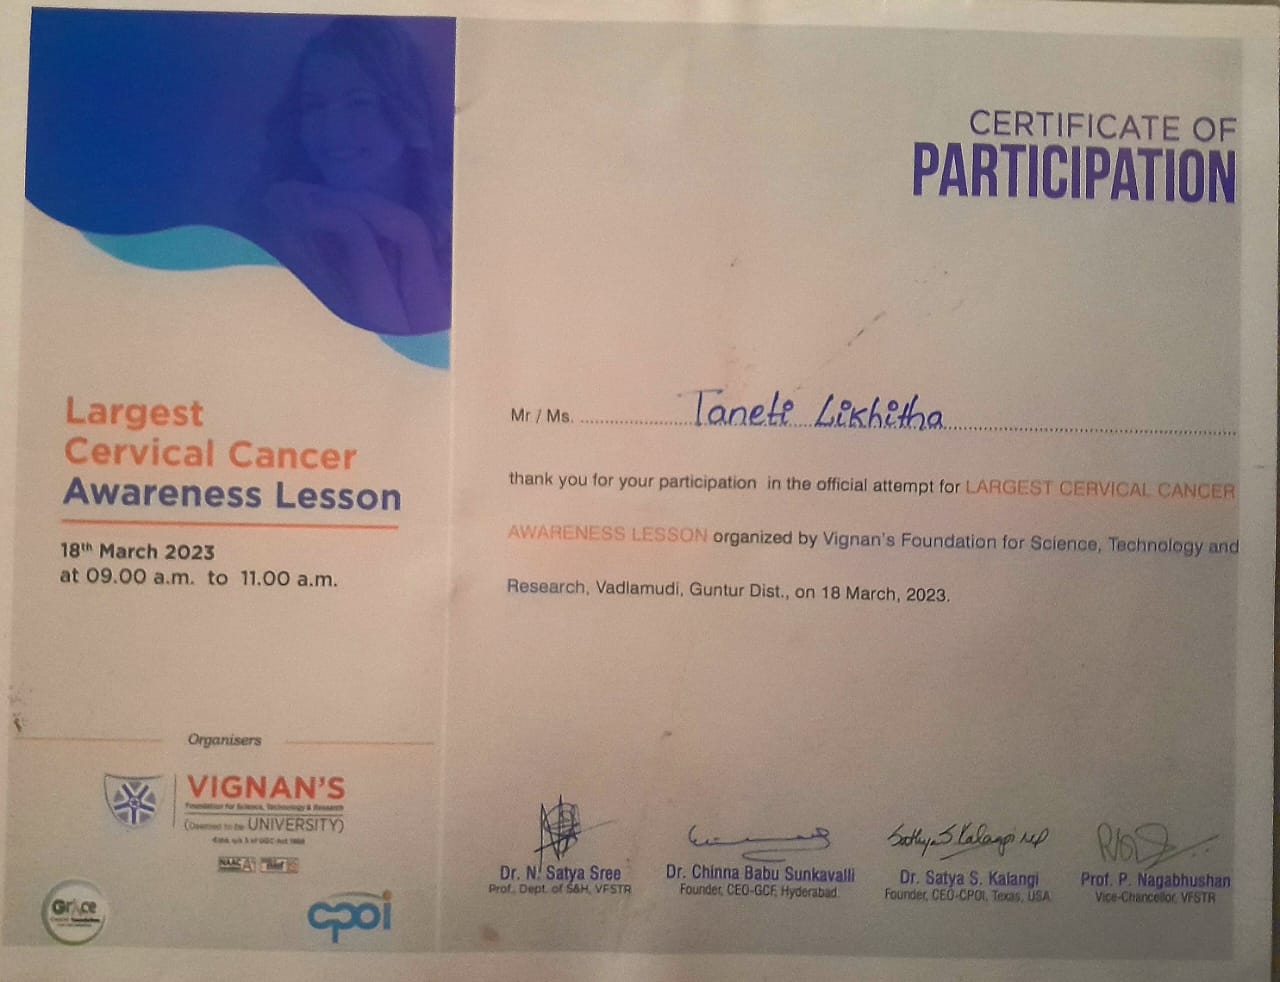 CERTIFICATE OF
PARTICIPATION
Largest
Cervical Cancer
Awareness Lesson
18th March 2023
at 09.00 a.m. to 11.00 a.m.
Mr / Ms. Taneti Likhitha
thank you for your participation in the official attempt for LARGEST CERVICAL CANCER
AWARENESS LESSON organized by Vignan's Foundation for Science, Technology and
Research, Vadlamudi, Guntur Dist., on 18 March, 2023.
Organisers
VIGNAN'S
Foundation for Science, Technology & Research
(Deemed to be UNIVERSITY)
NAAC A+
Grace
cpoi
Dr. N. Satya Sree
Prof., Dept. of S&H, VFSTR
Dr. Chinna Babu Sunkavalli
Founder, CEO-GCF, Hyderabad
Dr. Satya S. Kalangi
Founder, CEO-CPOI, Texas, USA
Prof. P. Nagabhushan
Vice-Chancellor, VFSTR